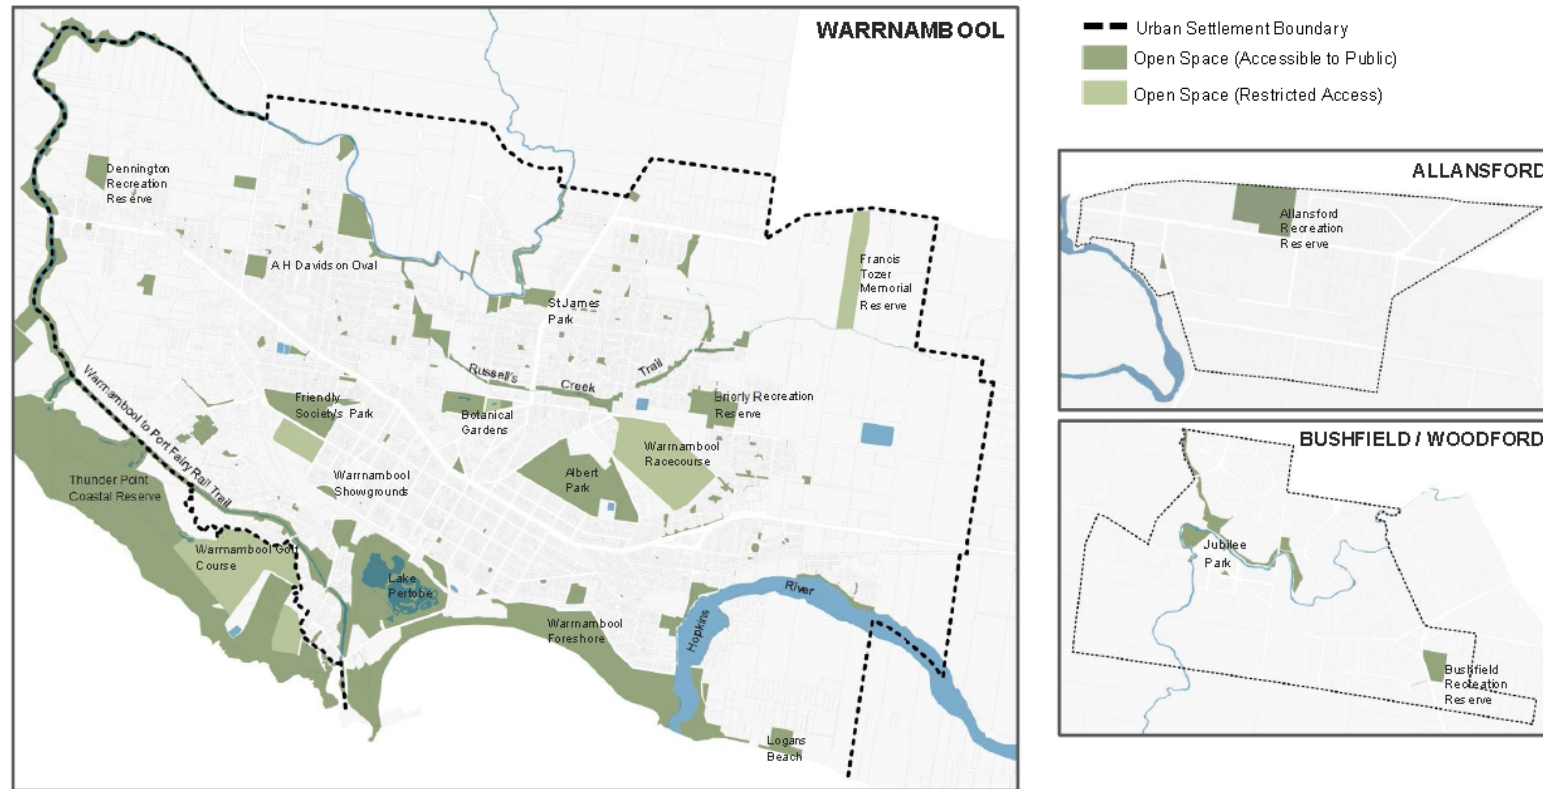 WARRNAMBOOL
Dennington
Recreation
Reserve
A H Davidson Oval
St James
Park
Francis
Tozer
Memorial
Reserve
Russell's Creek Trail
Warrnambool to Port Fairy Rail Trail
Friendly
Society's Park
Botanical
Gardens
Brierly Recreation
Reserve
Warrnambool
Racecourse
Albert
Park
Warrnambool
Showgrounds
Thunder Point
Coastal Reserve
Warrnambool Golf
Course
Lake
Pertobe
Warrnambool
Foreshore
Hopkins River
Logans
Beach
Urban Settlement Boundary
Open Space (Accessible to Public)
Open Space (Restricted Access)
ALLANSFORD
Allansford
Recreation
Reserve
BUSHFIELD / WOODFORD
Jubilee
Park
Bushfield
Recreation
Reserve